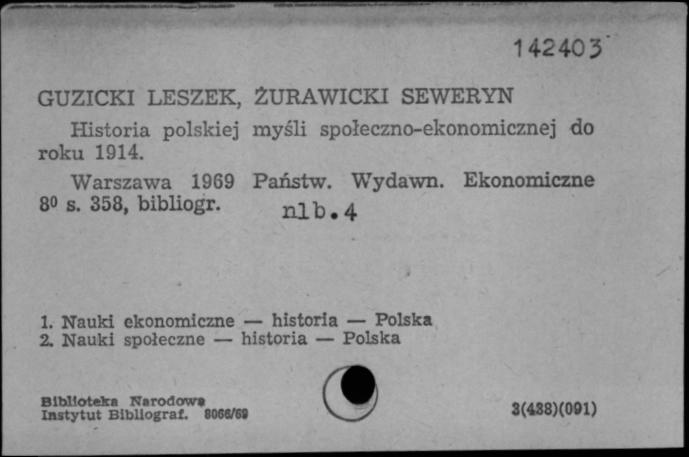 142403
GUZICKI LESZEK, ŻURAWICKI SEWERYN
Historia polskiej myśli społeczno-ekonomicznej do
roku 1914.
Warszawa 1969 Państw. Wydawn. Ekonomiczne
8⁰ s. 358, bibliogr. nlb.4
1. Nauki ekonomiczne — historia — Polska
2. Nauki społeczne — historia — Polska
Biblioteka Narodowa
Instytut Bibliograf. 8066/69
3(438)(091)